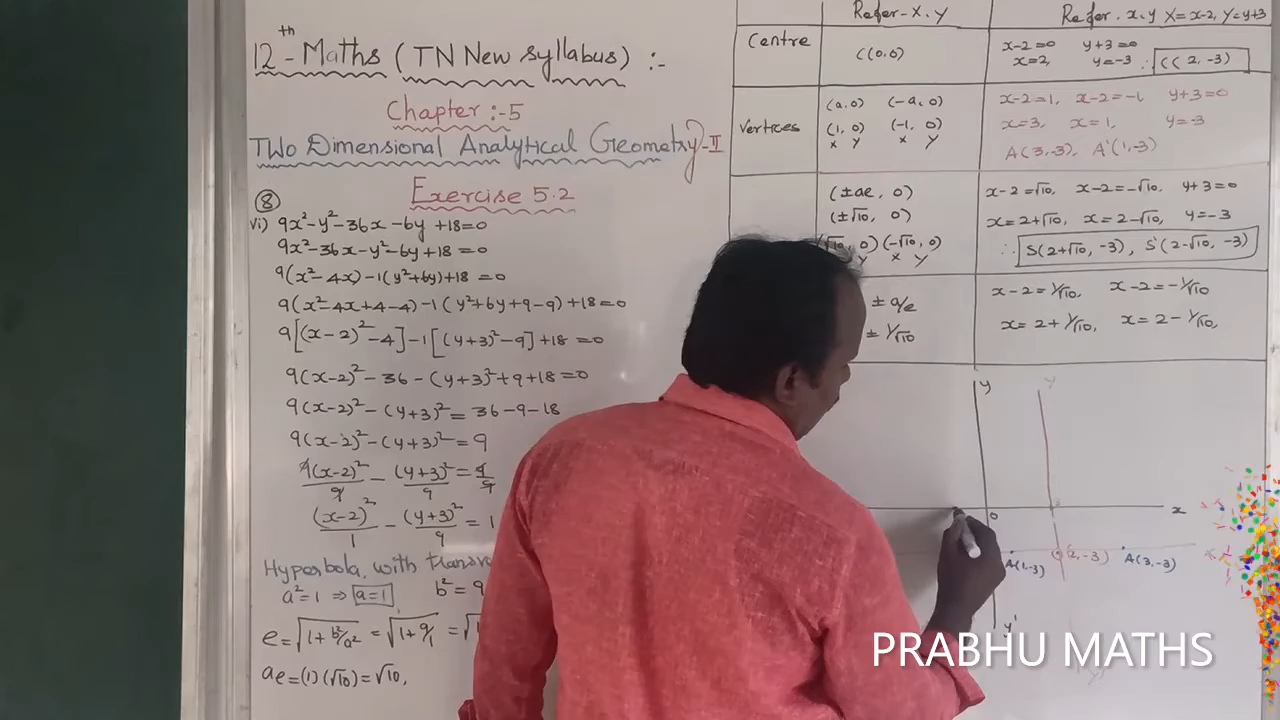 12th - Maths (TN New syllabus) :-
Chapter :- 5
Two Dimensional Analytical Geometry-II
Exercise 5.2
⑧
vi) 9x²-y²-36x-6y+18=0
9x²-36x-y²-6y+18=0
9(x²-4x)-1(y²+6y)+18=0
9(x²-4x+4-4)-1(y²+6y+9-9)+18=0
9[(x-2)²-4]-1[(y+3)²-9]+18=0
9(x-2)²-36-(y+3)²+9+18=0
9(x-2)²-(y+3)²=36-9-18
9(x-2)²-(y+3)²=9
9(x-2)²/9 - (y+3)²/9 = 9/9
(x-2)²/1 - (y+3)²/9 = 1
Hyperbola, with
a²=1 ⇒ a=1 b²=9
e=√1+b²/a² = √1+9/1 = √1
ae=(1)(√10)=√10,
Refer-X.Y Refer. x.y X=x-2, Y=y+3
Centre C(0,0) x-2=0 y+3=0
x=2, y=-3 ∴ C(2,-3)
Vertices (a,0) (-a,0) x-2=1, x-2=-1, y+3=0
(1,0) (-1,0) x=3, x=1, y=-3
X Y X Y A(3,-3), A'(1,-3)
(±ae, 0) x-2=√10, x-2=-√10, y+3=0
(±√10, 0) x=2+√10, x=2-√10, y=-3
(√10, 0) (-√10, 0) ∴ S(2+√10, -3), S'(2-√10, -3)
Y X Y
± a/e x-2=1/√10, x-2=-1/√10
± 1/√10 x=2+1/√10, x=2-1/√10,
y Y
0 x
A(1,-3) C(2,-3) A(3,-3)
y'
PRABHU MATHS